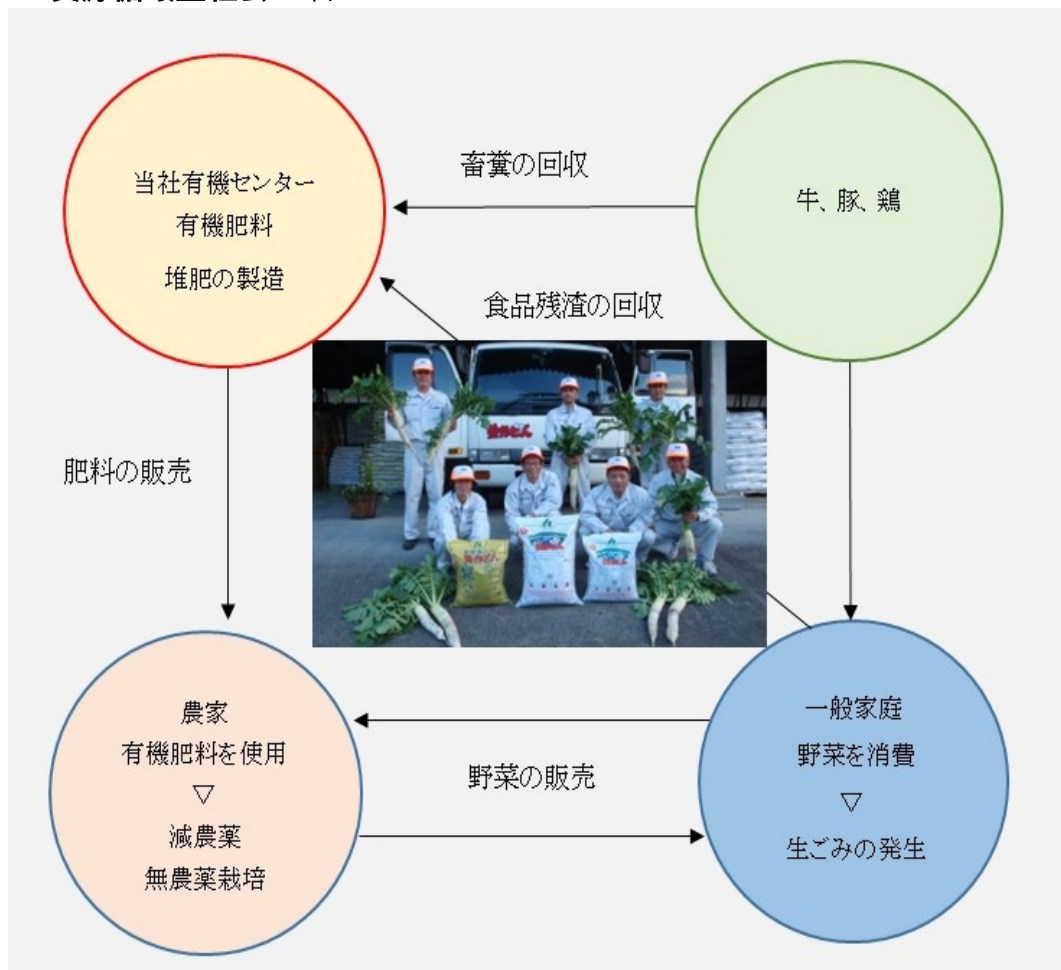 畜糞の回収
当社有機センター
有機肥料
堆肥の製造
牛、豚、鶏
食品残渣の回収
肥料の販売
農家
有機肥料を使用
▽
減農薬
無農薬栽培
野菜の販売
一般家庭
野菜を消費
▽
生ごみの発生